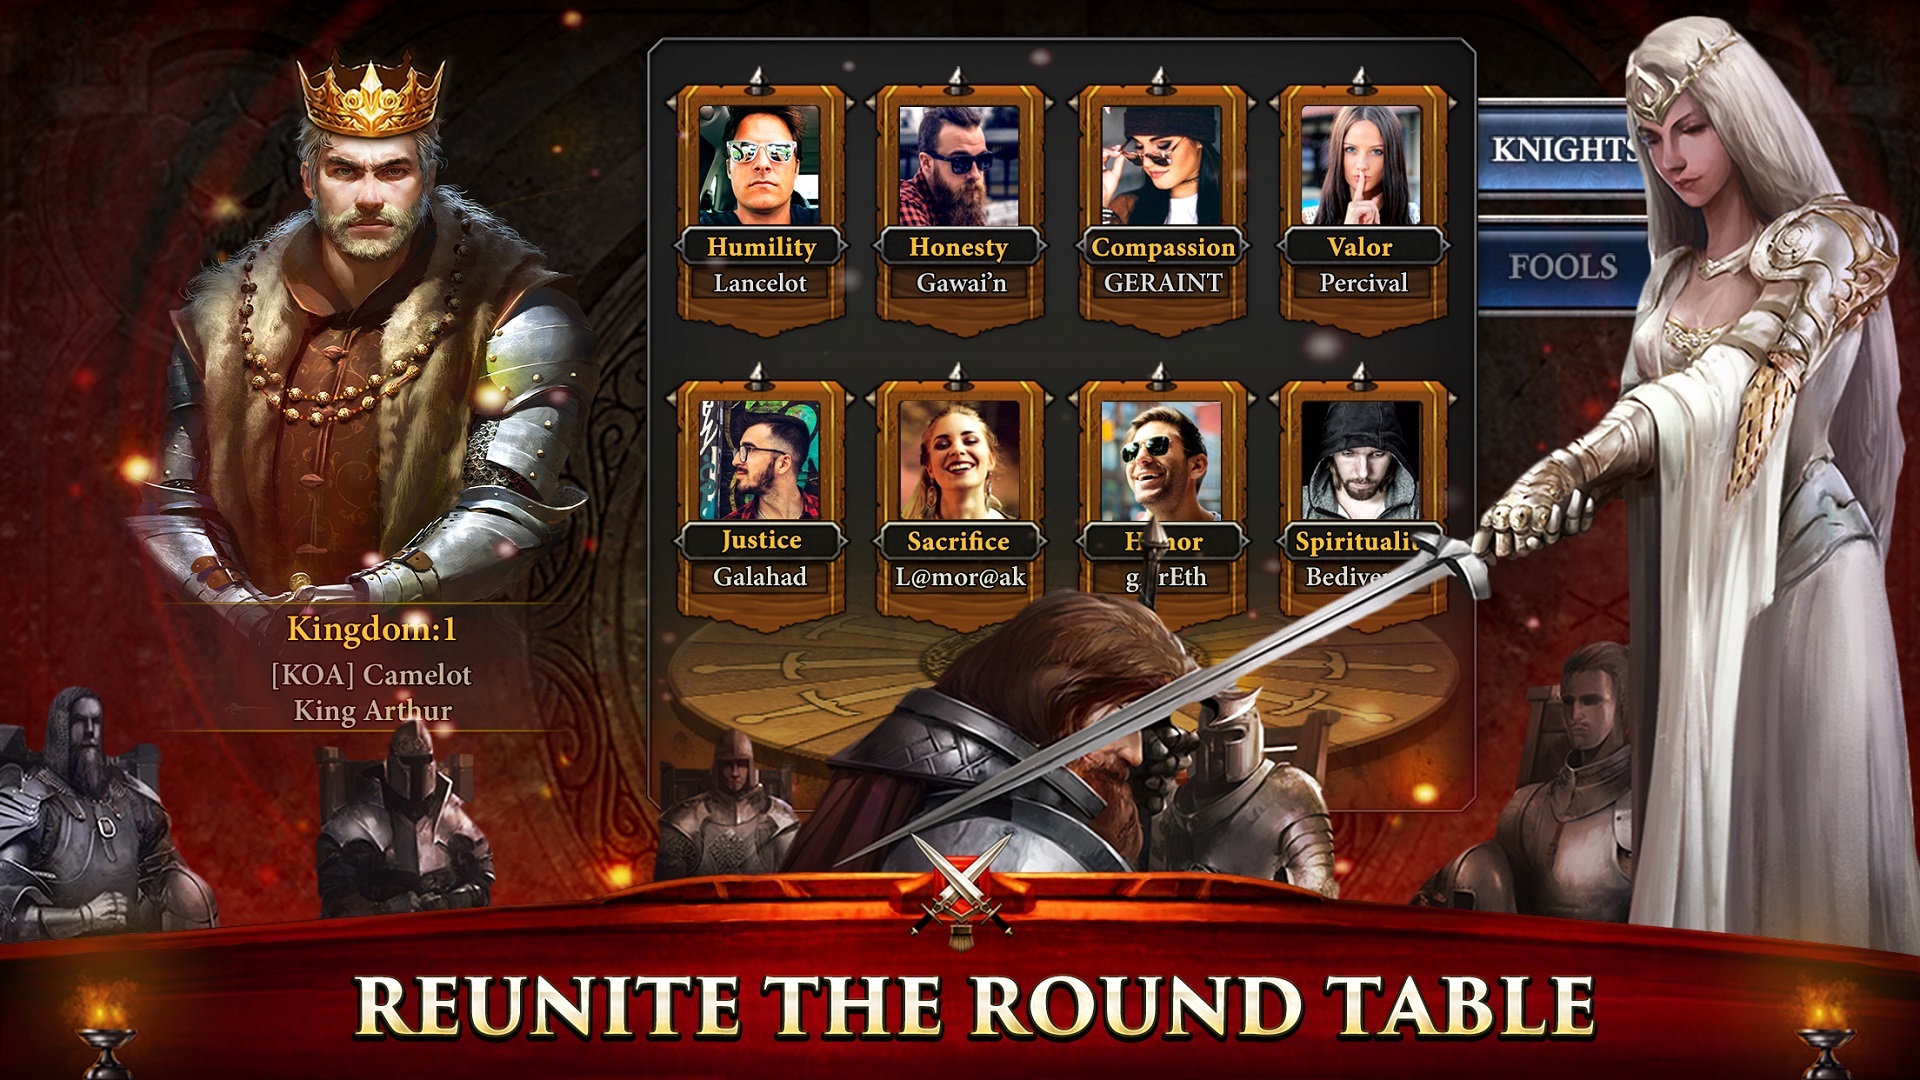 KNIGHTS
FOOLS
Humility
Lancelot
Honesty
Gawai’n
Compassion
GERAINT
Valor
Percival
Justice
Galahad
Sacrifice
L@mor@ak
Kingdom:1
[KOA] Camelot
King Arthur
REUNITE THE ROUND TABLE